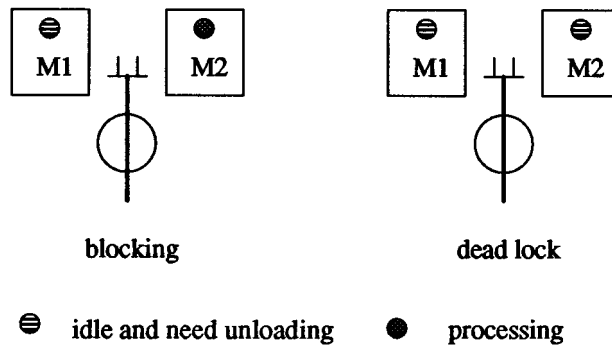 M1 M2 M1 M2
blocking dead lock
idle and need unloading processing